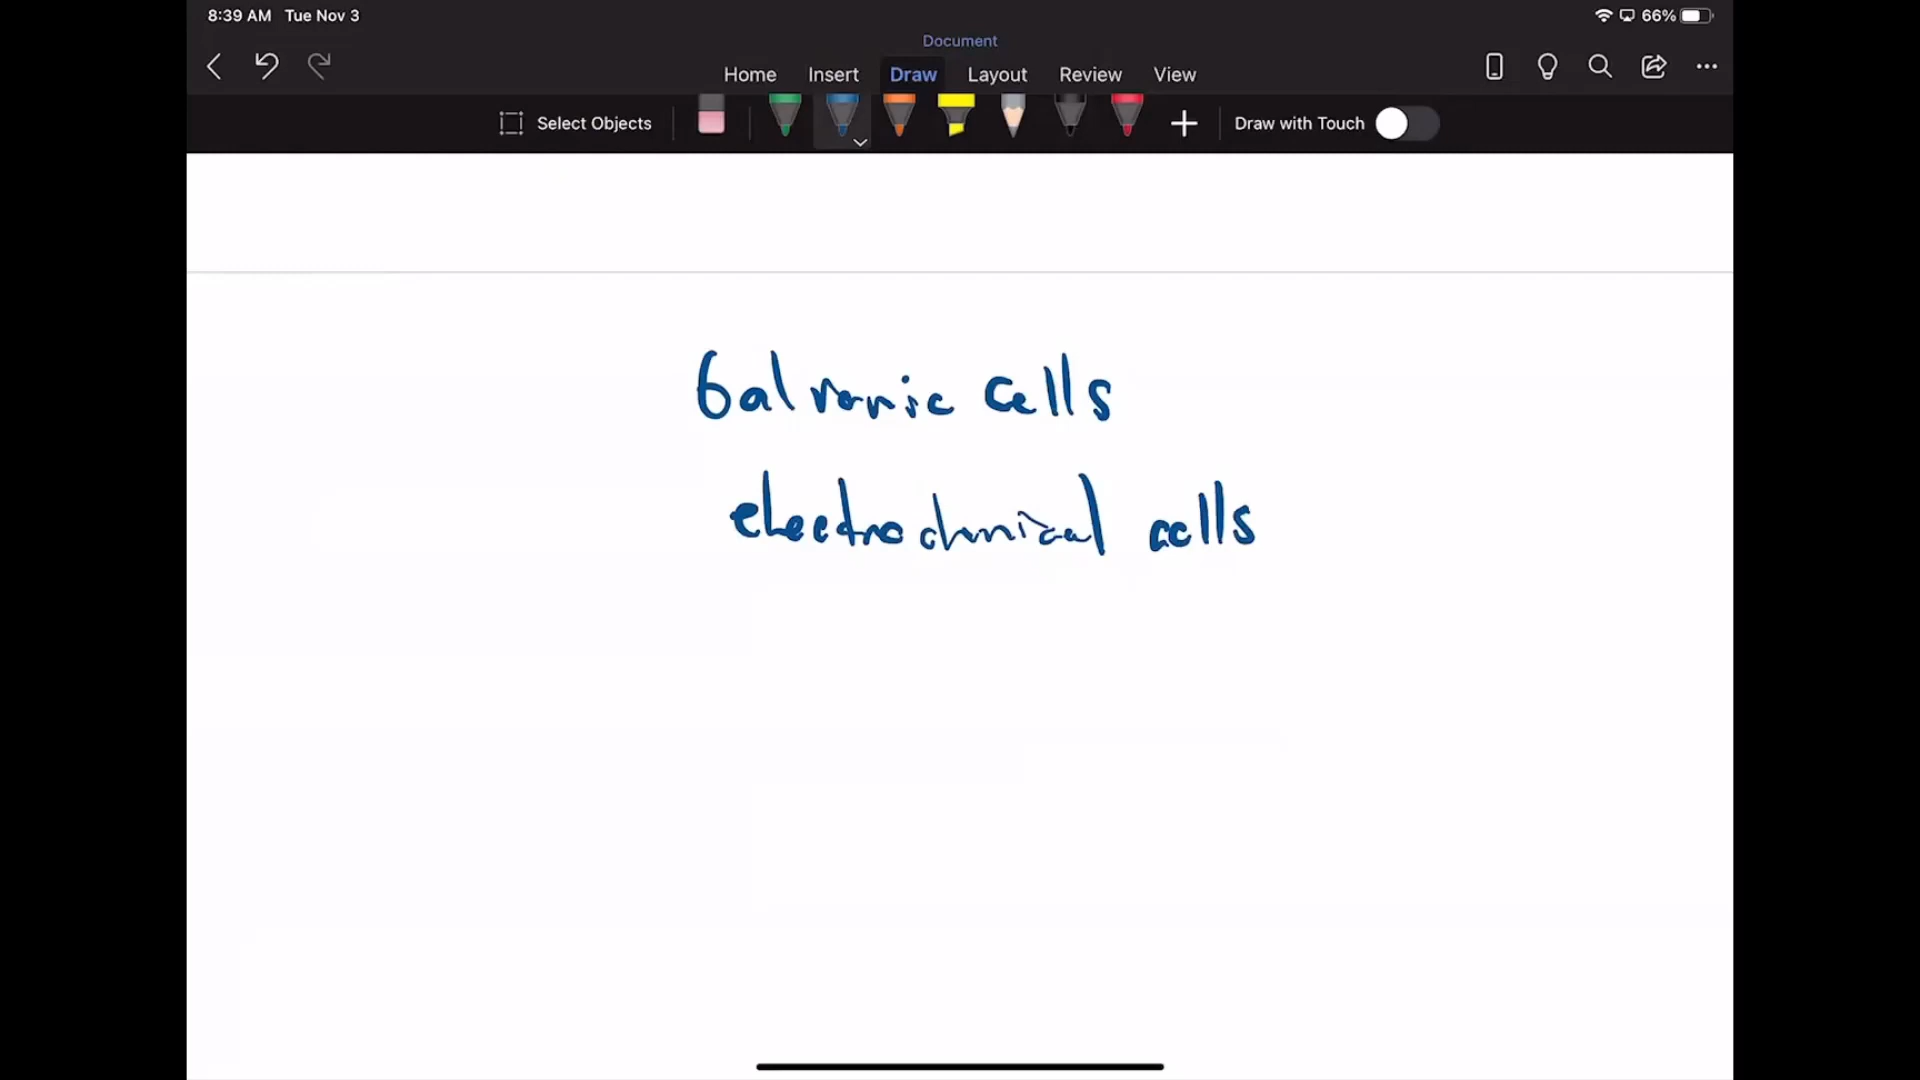 8:39 AM Tue Nov 3 66%
Document
Home Insert Draw Layout Review View
Select Objects Draw with Touch
Galvanic cells
electrochemical cells